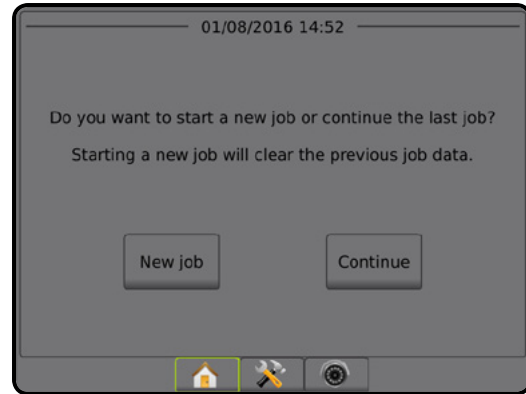 01/08/2016 14:52
Do you want to start a new job or continue the last job?
Starting a new job will clear the previous job data.
New job
Continue